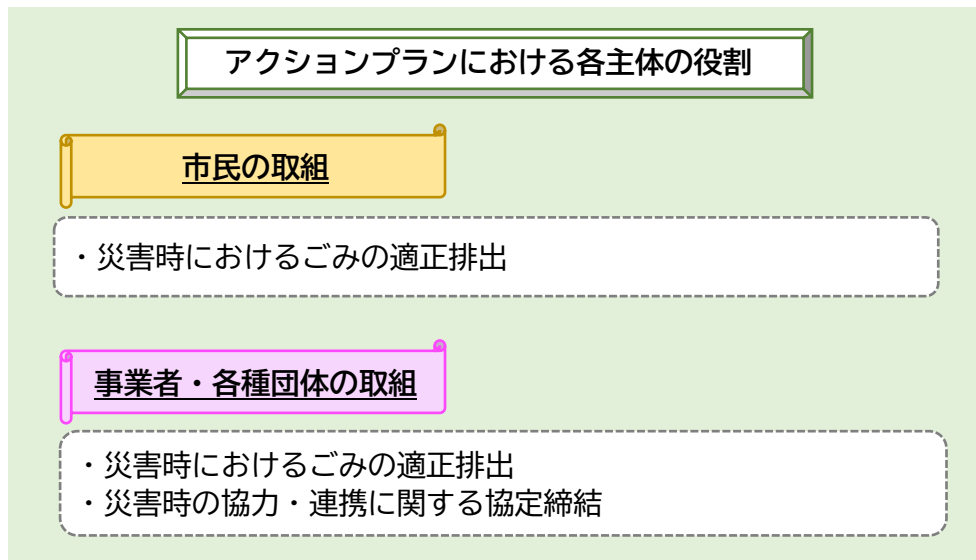 アクションプランにおける各主体の役割
市民の取組
・災害時におけるごみの適正排出
事業者・各種団体の取組
・災害時におけるごみの適正排出
・災害時の協力・連携に関する協定締結